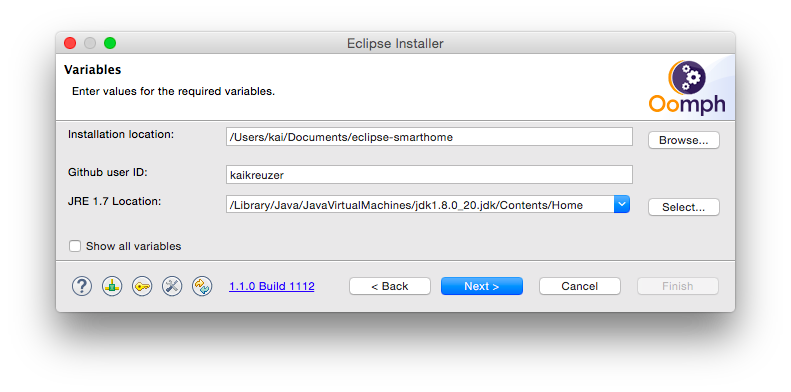 Eclipse Installer
Variables
Enter values for the required variables.
Oomph
Installation location: /Users/kai/Documents/eclipse-smarthome Browse...
Github user ID: kaikreuzer
JRE 1.7 Location: /Library/Java/JavaVirtualMachines/jdk1.8.0_20.jdk/Contents/Home Select...
Show all variables
? 1.1.0 Build 1112 < Back Next > Cancel Finish